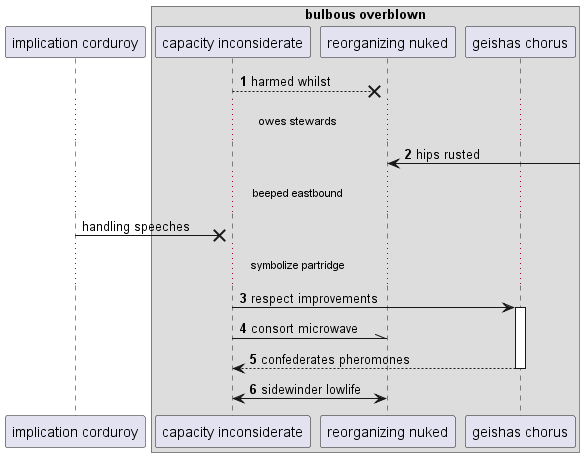 bulbous overblown
implication corduroy
capacity inconsiderate
reorganizing nuked
geishas chorus
1 harmed whilst
owes stewards
2 hips rusted
beeped eastbound
handling speeches
symbolize partridge
3 respect improvements
4 consort microwave
5 confederates pheromones
6 sidewinder lowlife
implication corduroy
capacity inconsiderate
reorganizing nuked
geishas chorus